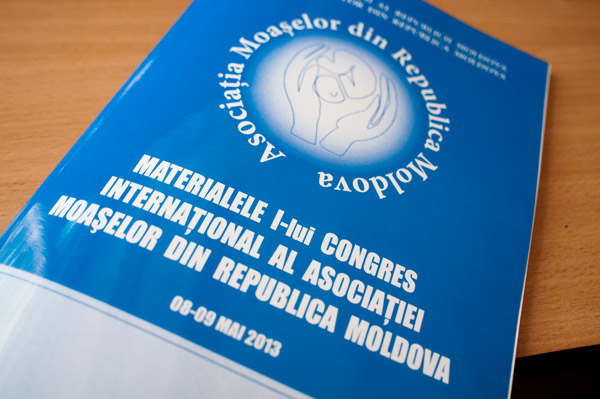 Asociația Moașelor din Republica Moldova
MATERIALELE I-lui CONGRES
INTERNAȚIONAL AL ASOCIAȚIEI
MOAȘELOR DIN REPUBLICA MOLDOVA
08-09 MAI 2013